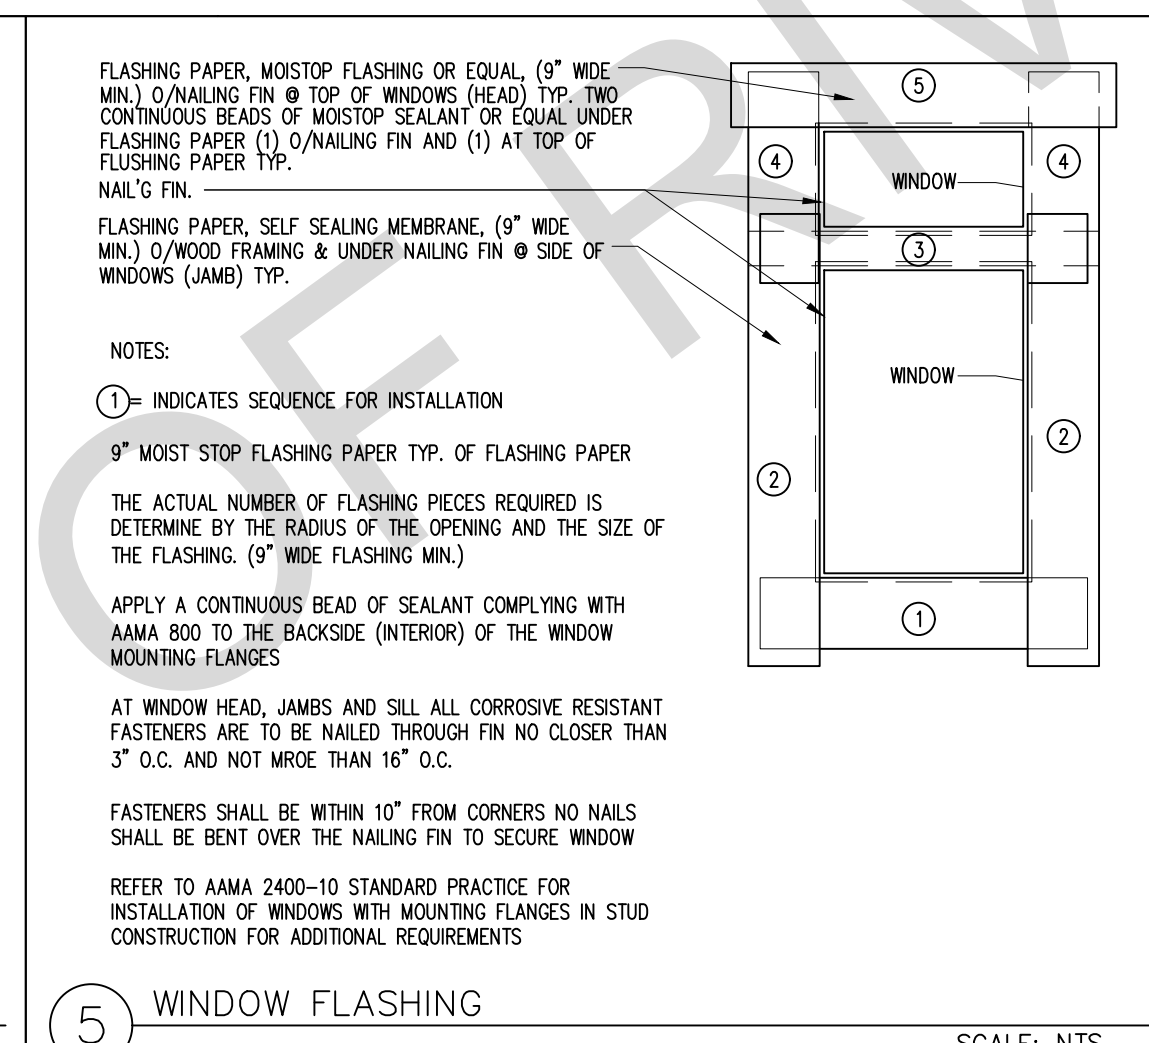 FLASHING PAPER, MOISTOP FLASHING OR EQUAL, (9" WIDE
MIN.) O/NAILING FIN @ TOP OF WINDOWS (HEAD) TYP. TWO
CONTINUOUS BEADS OF MOISTOP SEALANT OR EQUAL UNDER
FLASHING PAPER (1) O/NAILING FIN AND (1) AT TOP OF
FLUSHING PAPER TYP.
NAIL'G FIN.
FLASHING PAPER, SELF SEALING MEMBRANE, (9" WIDE
MIN.) O/WOOD FRAMING & UNDER NAILING FIN @ SIDE OF
WINDOWS (JAMB) TYP.
NOTES:
1 = INDICATES SEQUENCE FOR INSTALLATION
9" MOIST STOP FLASHING PAPER TYP. OF FLASHING PAPER
THE ACTUAL NUMBER OF FLASHING PIECES REQUIRED IS
DETERMINE BY THE RADIUS OF THE OPENING AND THE SIZE OF
THE FLASHING. (9" WIDE FLASHING MIN.)
APPLY A CONTINUOUS BEAD OF SEALANT COMPLYING WITH
AAMA 800 TO THE BACKSIDE (INTERIOR) OF THE WINDOW
MOUNTING FLANGES
AT WINDOW HEAD, JAMBS AND SILL ALL CORROSIVE RESISTANT
FASTENERS ARE TO BE NAILED THROUGH FIN NO CLOSER THAN
3" O.C. AND NOT MROE THAN 16" O.C.
FASTENERS SHALL BE WITHIN 10" FROM CORNERS NO NAILS
SHALL BE BENT OVER THE NAILING FIN TO SECURE WINDOW
REFER TO AAMA 2400-10 STANDARD PRACTICE FOR
INSTALLATION OF WINDOWS WITH MOUNTING FLANGES IN STUD
CONSTRUCTION FOR ADDITIONAL REQUIREMENTS
5
4
4
WINDOW
3
WINDOW
2
2
1
5 WINDOW FLASHING
SCALE: NTS
OF RIV